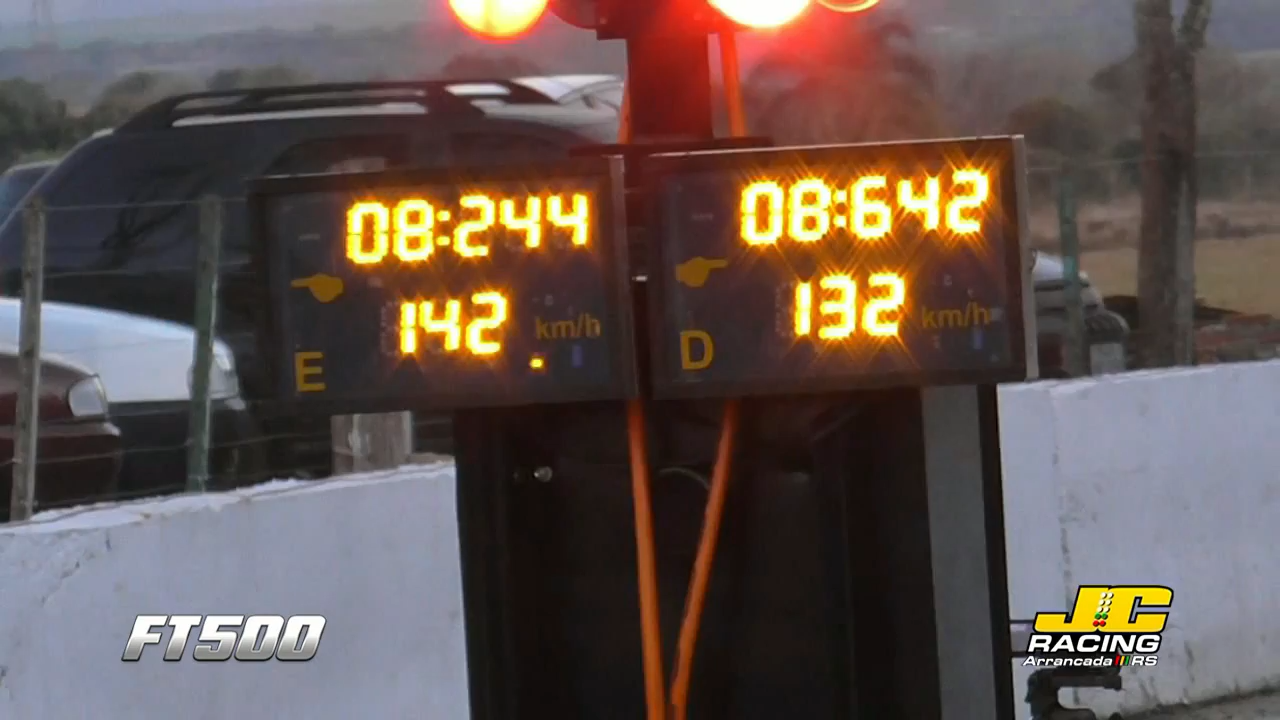 08:244
142 km/h
E
08:642
132 km/h
D
FT500
JC
RACING
Arrancada RS